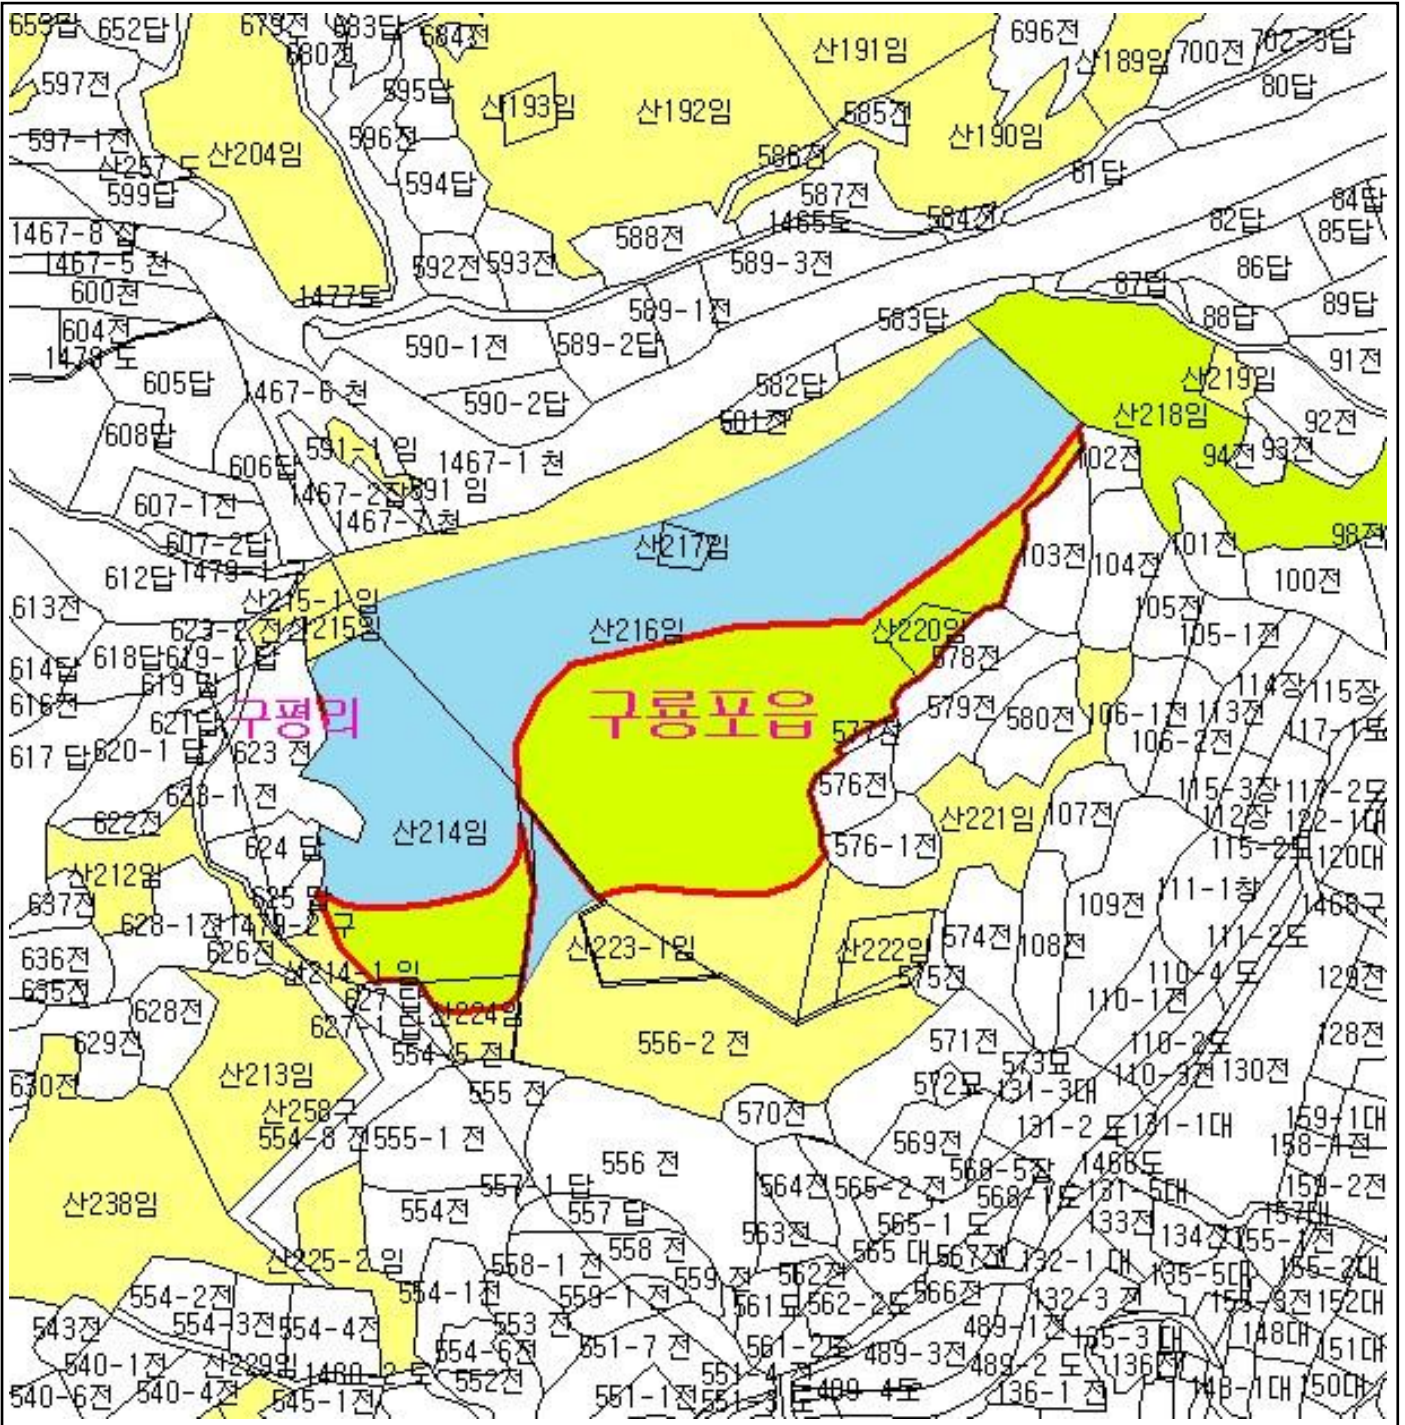 659답 652답 679전 683답 684전 산191임 696전 산189임 700전 702-3답
680전
597전 595답 산193임 산192임 585전 80답
597-1전 596전 산190임
산257 도 산204임 586전
599답 594답 587전 81답 84답
1467-8 잡 588전 1465도 584전 82답 85답
1467-5 천 592전 593전 589-3전 86답
600천 1477도 589-1전 583답 87답 88답 89답
604전 590-1전 589-2답 91전
605답 1467-6 천 582답 산219임
590-2답 산218임 92전
608답 591-1 임 94전 93전
606답 1467-1 천 102전
607-1전 1467-2잡 591 임
1467-7 천 98전
607-2답 산217임 103전 101전
612답 1479-1 104전 100전
613전 산215-1 임 105전
산215임 산216임 산220임 105-1전
614답 618답 619-1 답 578전
616전 114장 115장
구평리 구룡포읍
621답 579전 580전 106-1전 113전
617 답 620-1 답 623 전 577전 106-2전 117-1도
623-1 전 576전 115-3장 117-2도
622전 산214임 산221임 107전 112장 122-1대
624 답 576-1전 115-2도 120대
산212임 111-1창
637전 109전 1468구
628-1전 1479-2 구 574전 111-2도
636전 626전 산223-1임 산222임 108전
635전 산214-1 임 575전 110-4 도 129전
628전 110-1전
629전 627-1 답 산224임 556-2 전 571전 110-2도 128전
554-5 전 573묘
630전 산213임 572묘 131-3대 110-3전 130전
산258구 555 전 570전 159-1대
554-8 전 555-1 전 569전 131-2 도 131-1대 158-4전
556 전 568-5잡 1466도
산238임 557-1 답 564전 565-2 전 568-1도 131-5대 159-2전
554전 557 답 565-1 도 133전 157대
563전 134전 155-1전
산225-2 임 558-1 전 558 전 565 대 567전 132-1 대 155-2대
559 전 562전 135-5대
554-2전 554-1전 559-1 전 561묘 562-2도 566전 132-3 전 152대
543전 554-3전 554-4전 553 전 489-1전 148대
554-6전 551-7 전 561-2도 489-3전 135-3 대 151대
540-1전 산229임 1460-2 도 552전 489-2 도 136전
540-6전 540-4전 545-1전 551-1전 551-3도 489-4도 136-1 전 148-1대 150대